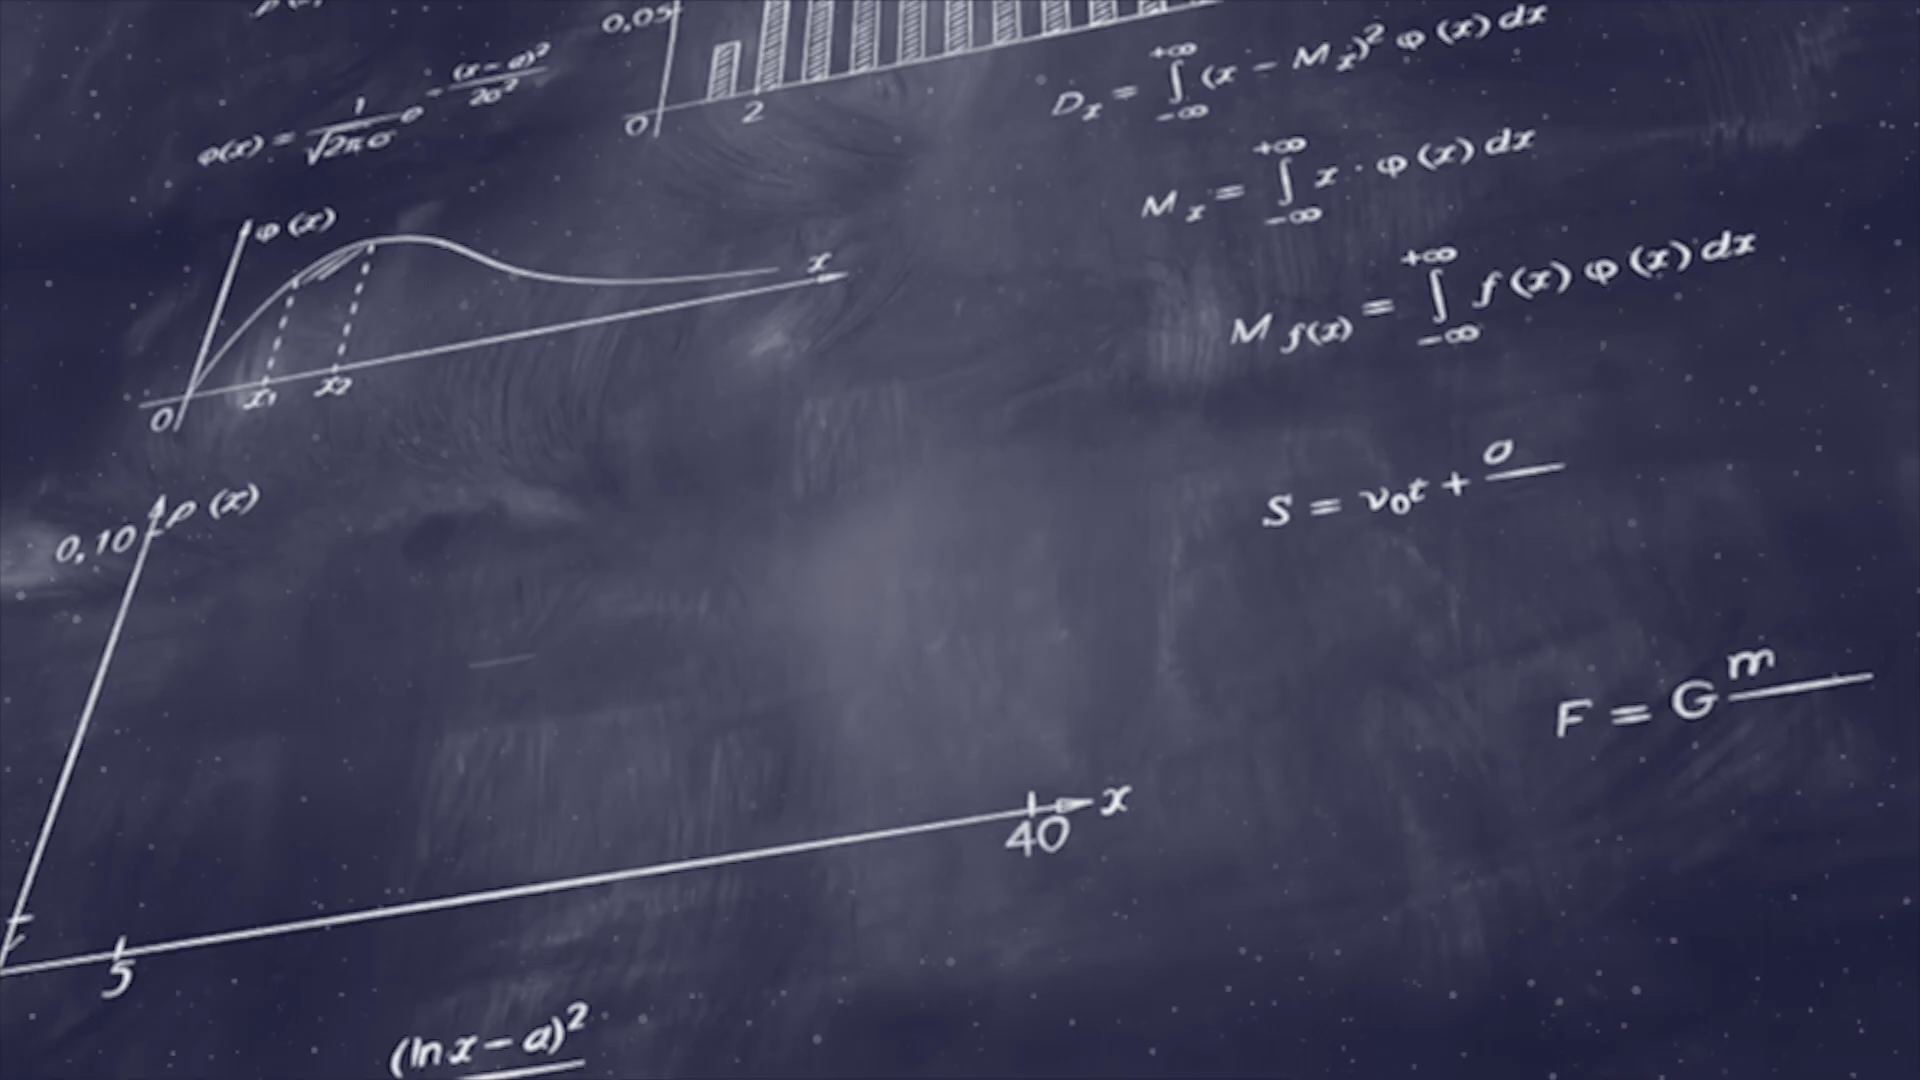 0,05
φ(x) = 1/√2πσ e^-(x-a)²/2σ²
0
2
D_x = ∫_-∞^+∞ (x - M_x)² φ(x) dx
M_x = ∫_-∞^+∞ x · φ(x) dx
φ(x)
x
0
x₁
x₂
M_f(x) = ∫_-∞^+∞ f(x) φ(x) dx
S = v₀t +
0,10
ρ(x)
F = G m
x
40
5
(ln x - a)²